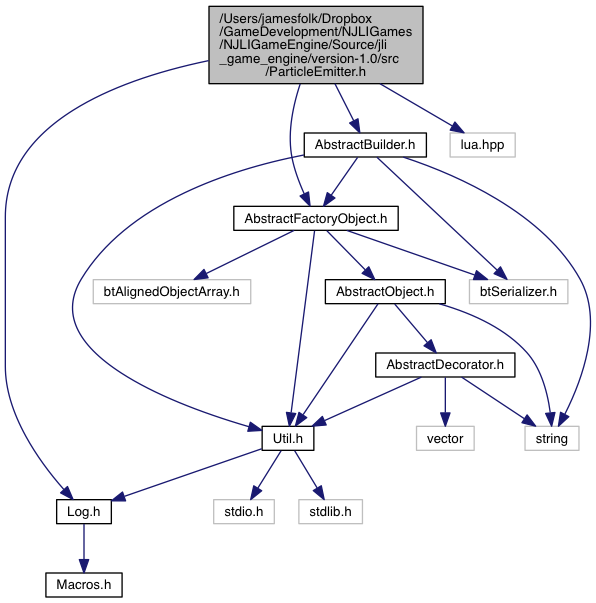 /Users/jamesfolk/Dropbox
/GameDevelopment/NJLIGames
/NJLIGameEngine/Source/jli
_game_engine/version-1.0/src
/ParticleEmitter.h
AbstractBuilder.h
lua.hpp
AbstractFactoryObject.h
btAlignedObjectArray.h
AbstractObject.h
btSerializer.h
AbstractDecorator.h
Util.h
vector
string
Log.h
stdio.h
stdlib.h
Macros.h